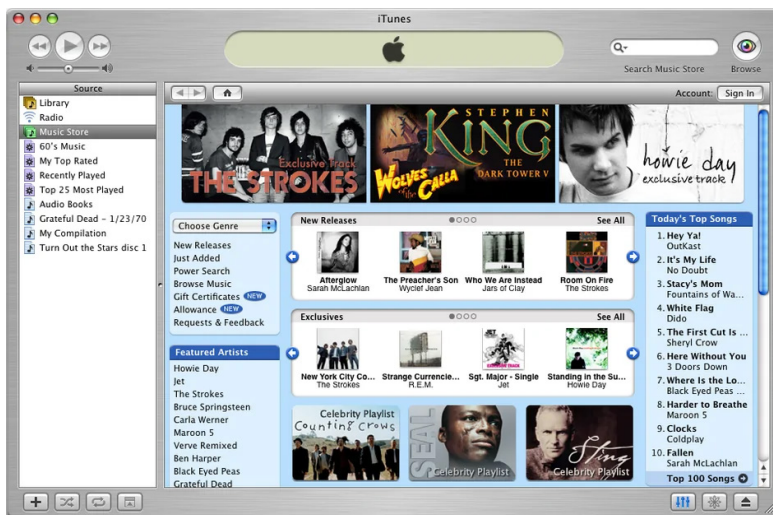 iTunes
Search Music Store
Browse
Source
Library
Radio
Music Store
60's Music
My Top Rated
Recently Played
Top 25 Most Played
Audio Books
Grateful Dead - 1/23/70
My Compilation
Turn Out the Stars disc 1
Account: Sign In
Exclusive Track
THE STROKES
STEPHEN
KING
WOLVES
of the CALLA
THE
DARK TOWER V
howie day
exclusive track
Choose Genre
New Releases
Just Added
Power Search
Browse Music
Gift Certificates NEW
Allowance NEW
Requests & Feedback
Featured Artists
Howie Day
Jet
The Strokes
Bruce Springsteen
Carla Werner
Maroon 5
Verve Remixed
Ben Harper
Black Eyed Peas
Grateful Dead
New Releases See All
Afterglow
Sarah McLachlan
The Preacher's Son
Wyclef Jean
Who We Are Instead
Jars of Clay
Room On Fire
The Strokes
Exclusives See All
New York City Co...
The Strokes
Strange Currencie...
R.E.M.
Sgt. Major - Single
Jet
Standing in the Su...
Howie Day
Celebrity Playlist
Counting Crows
SEAL
Celebrity Playlist
Sting
Celebrity Playlist
Today's Top Songs
1. Hey Ya!
OutKast
2. It's My Life
No Doubt
3. Stacy's Mom
Fountains of Wa...
4. White Flag
Dido
5. The First Cut Is ...
Sheryl Crow
6. Here Without You
3 Doors Down
7. Where Is the Lo...
Black Eyed Peas ...
8. Harder to Breathe
Maroon 5
9. Clocks
Coldplay
10. Fallen
Sarah McLachlan
Top 100 Songs